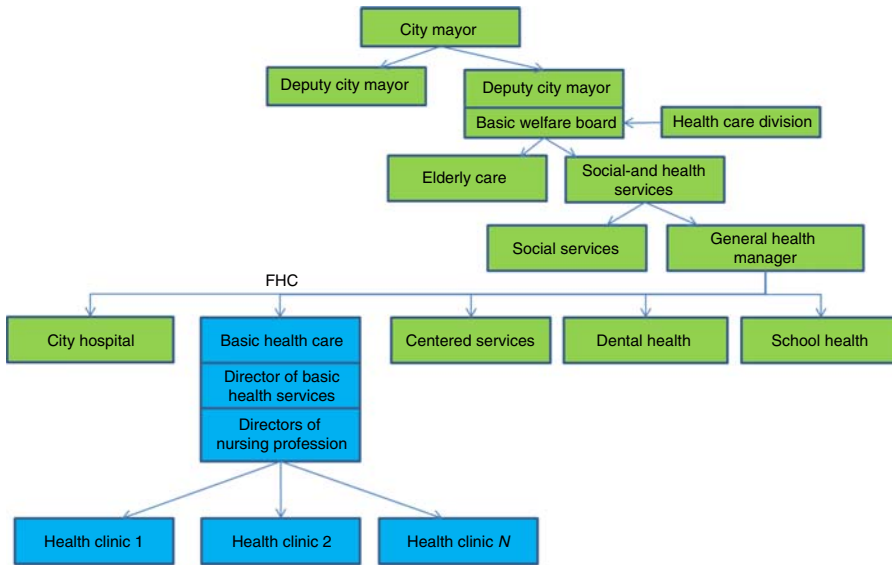 City mayor
Deputy city mayor
Deputy city mayor
Basic welfare board
Health care division
Elderly care
Social-and health
services
Social services
General health
manager
FHC
City hospital
Basic health care
Centered services
Dental health
School health
Director of basic
health services
Directors of
nursing profession
Health clinic 1
Health clinic 2
Health clinic N